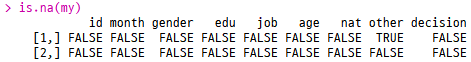 > is.na(my)
id month gender edu job age nat other decision
[1,] FALSE FALSE FALSE FALSE FALSE FALSE FALSE TRUE FALSE
[2,] FALSE FALSE FALSE FALSE FALSE FALSE FALSE FALSE FALSE